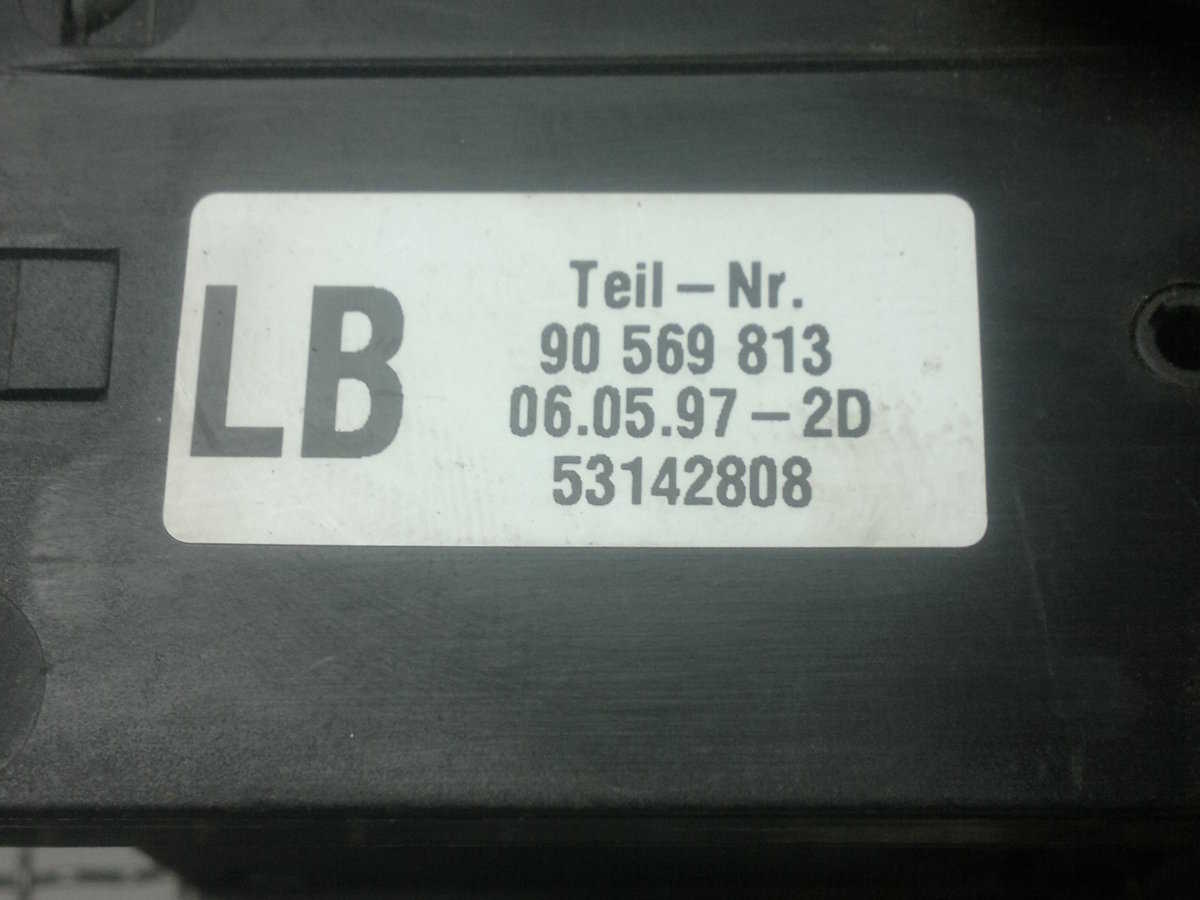 LB
Teil-Nr.
90 569 813
06.05.97-2D
53142808